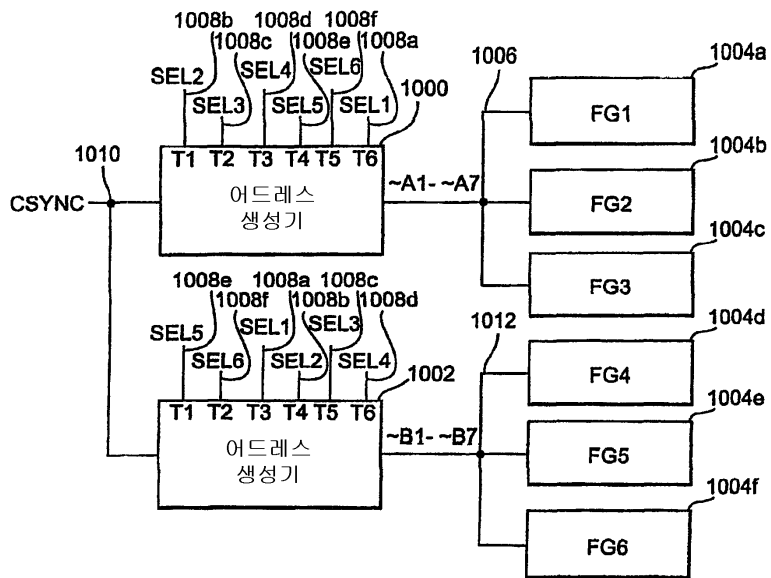 1008b
1008d
1008f
1004a
1008c
1008e
1008a
SEL2
SEL4
SEL6
1006
SEL3
SEL5
SEL1
1000
FG1
1010
T1 T2 T3 T4 T5 T6
1004b
CSYNC
어드레스
생성기
~A1- ~A7
FG2
1004c
1008e
1008a
1008c
1008f
1008b
1008d
FG3
SEL5
SEL1
SEL3
1004d
SEL6
SEL2
SEL4
1012
1002
FG4
T1 T2 T3 T4 T5 T6
1004e
어드레스
생성기
~B1- ~B7
FG5
1004f
FG6